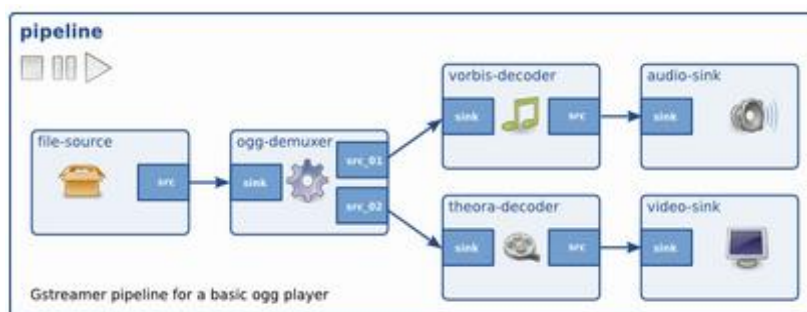 pipeline
file-source
src
ogg-demuxer
sink
src_01
src_02
vorbis-decoder
sink
src
audio-sink
sink
theora-decoder
sink
src
video-sink
sink
Gstreamer pipeline for a basic ogg player